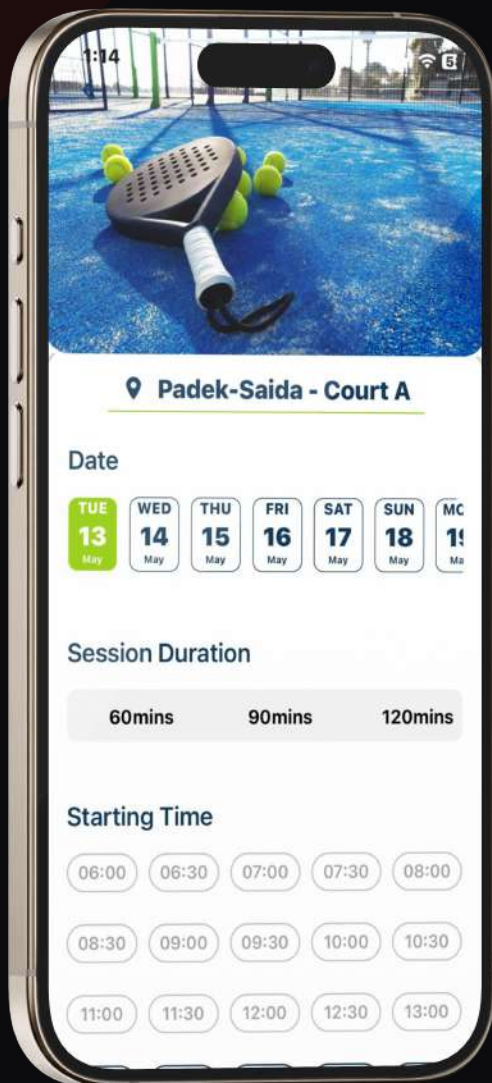 1:14
5
Padek-Saida - Court A
Date
TUE WED THU FRI SAT SUN
13 14 15 16 17 18
May May May May May May
Session Duration
60mins 90mins 120mins
Starting Time
06:00 06:30 07:00 07:30 08:00
08:30 09:00 09:30 10:00 10:30
11:00 11:30 12:00 12:30 13:00